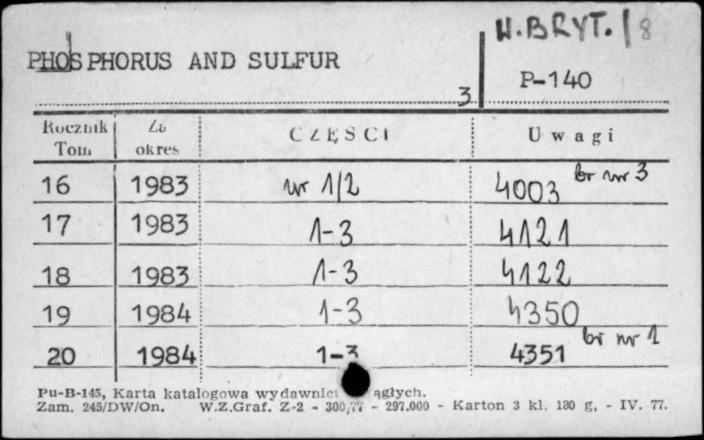 W. BRYT. / 8
PHOSPHORUS AND SULFUR
P-140
3
Rocznik Tom Za okres CZĘŚCI Uwagi
16 1983 nr 1/2 4003 br nr 3
17 1983 1-3 4121
18 1983 1-3 4122
19 1984 1-3 4350
20 1984 1-3 4351 br nr 1
Pu-B-145, Karta katalogowa wydawnict ągłych.
Zam. 245/DW/On. W.Z.Graf. Z-2 - 300,77 - 297.000 - Karton 3 kl. 180 g, - IV. 77.